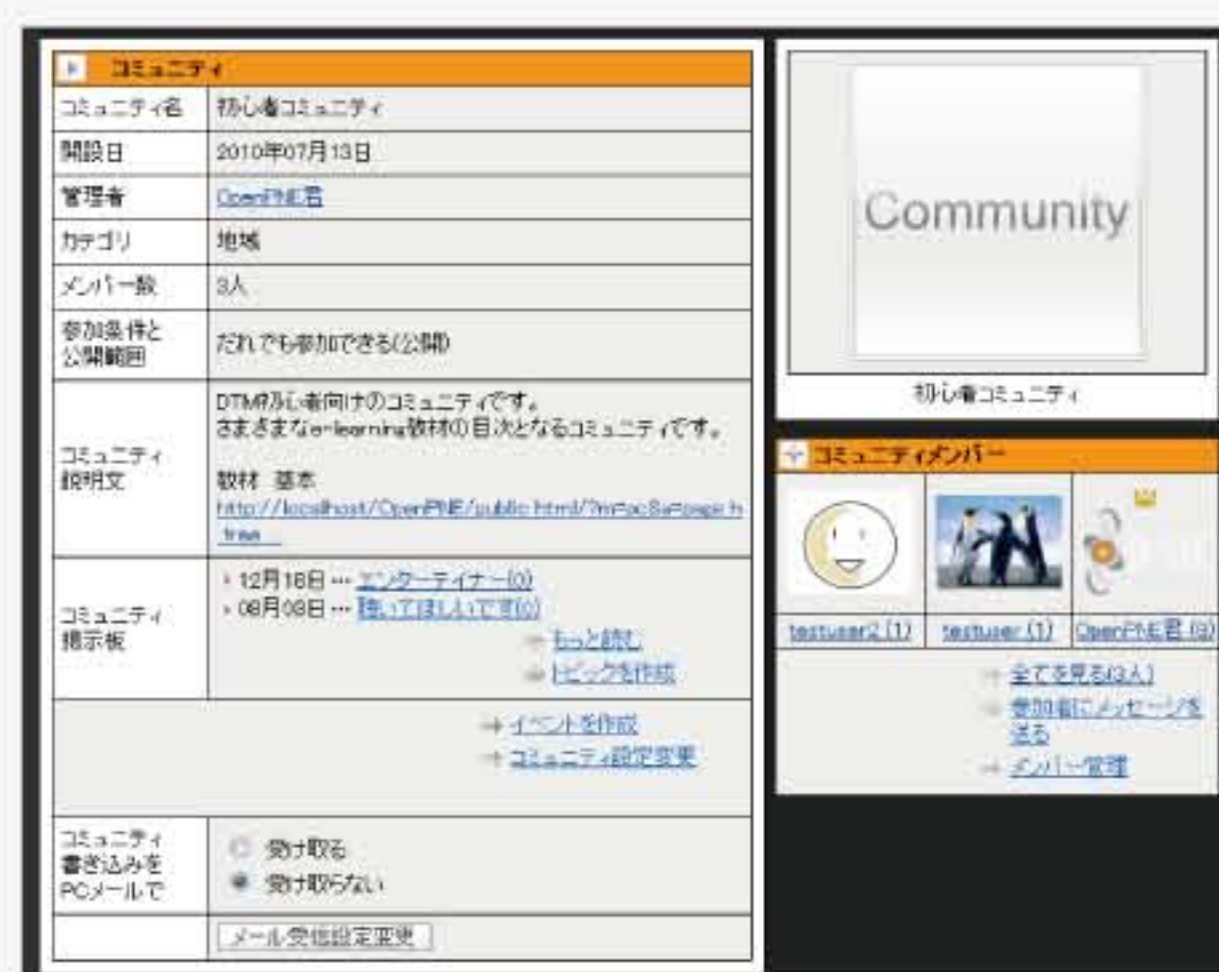 コミュニティ
コミュニティ名 初心者コミュニティ
開設日 2010年07月13日
管理者 OpenPNE君
カテゴリ 地域
メンバー数 3人
参加条件と
公開範囲
だれでも参加できる(公開)
コミュニティ
説明文
DTM初心者向けのコミュニティです。
さまざまなe-learning教材の目次となるコミュニティです。
教材 基本
http://localhost/OpenPNE/public_html/?m=pc&a=page_h
コミュニティ
掲示板
12月18日 … エンターテイナー(0)
08月03日 … 聴いてほしいです(0)
もっと読む
トピックを作成
イベントを作成
コミュニティ設定変更
コミュニティ
書き込みを
PCメールで
受け取る
受け取らない
メール受信設定変更
Community
初心者コミュニティ
コミュニティメンバー
testuser2 (1) testuser (1) OpenPNE君
全てを見る(3人)
参加者にメッセージを
送る
メンバー管理